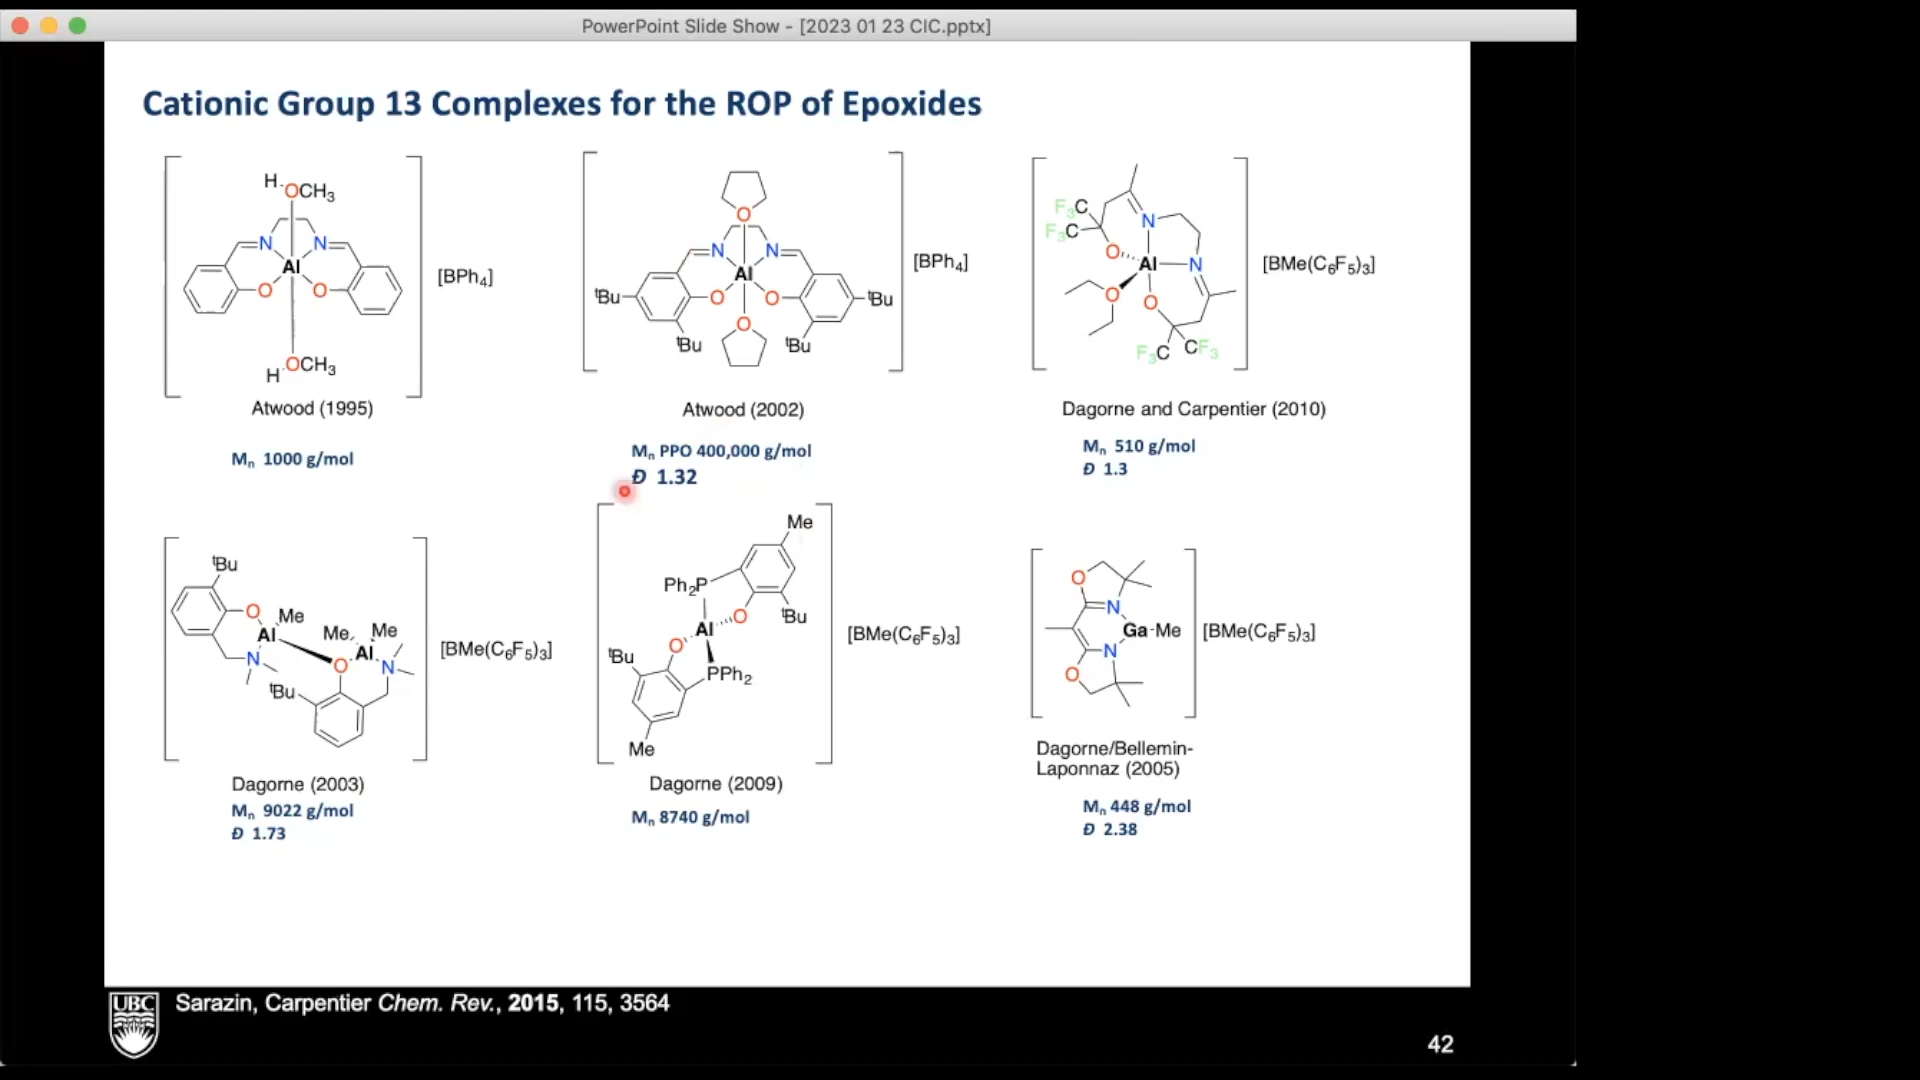 PowerPoint Slide Show - [2023 01 23 CIC.pptx]
Cationic Group 13 Complexes for the ROP of Epoxides
H
OCH₃
N N
Al
O O
OCH₃
H
[BPh₄]
Atwood (1995)
Mₙ 1000 g/mol
O
N N
Al
ᵗBu O O ᵗBu
O
ᵗBu ᵗBu
[BPh₄]
Atwood (2002)
Mₙ PPO 400,000 g/mol
Đ 1.32
F₃C
F₃C
N
O Al N
O O
F₃C CF₃
[BMe(C₆F₅)₃]
Dagorne and Carpentier (2010)
Mₙ 510 g/mol
Đ 1.3
ᵗBu
O Me
Al Me Me
Al
N O N
ᵗBu
[BMe(C₆F₅)₃]
Dagorne (2003)
Mₙ 9022 g/mol
Đ 1.73
Me
Ph₂P
O ᵗBu
Al
O
ᵗBu
PPh₂
Me
[BMe(C₆F₅)₃]
Dagorne (2009)
Mₙ 8740 g/mol
O
N
Ga-Me
N
O
[BMe(C₆F₅)₃]
Dagorne/Bellemin-
Laponnaz (2005)
Mₙ 448 g/mol
Đ 2.38
UBC
Sarazin, Carpentier Chem. Rev., 2015, 115, 3564
42